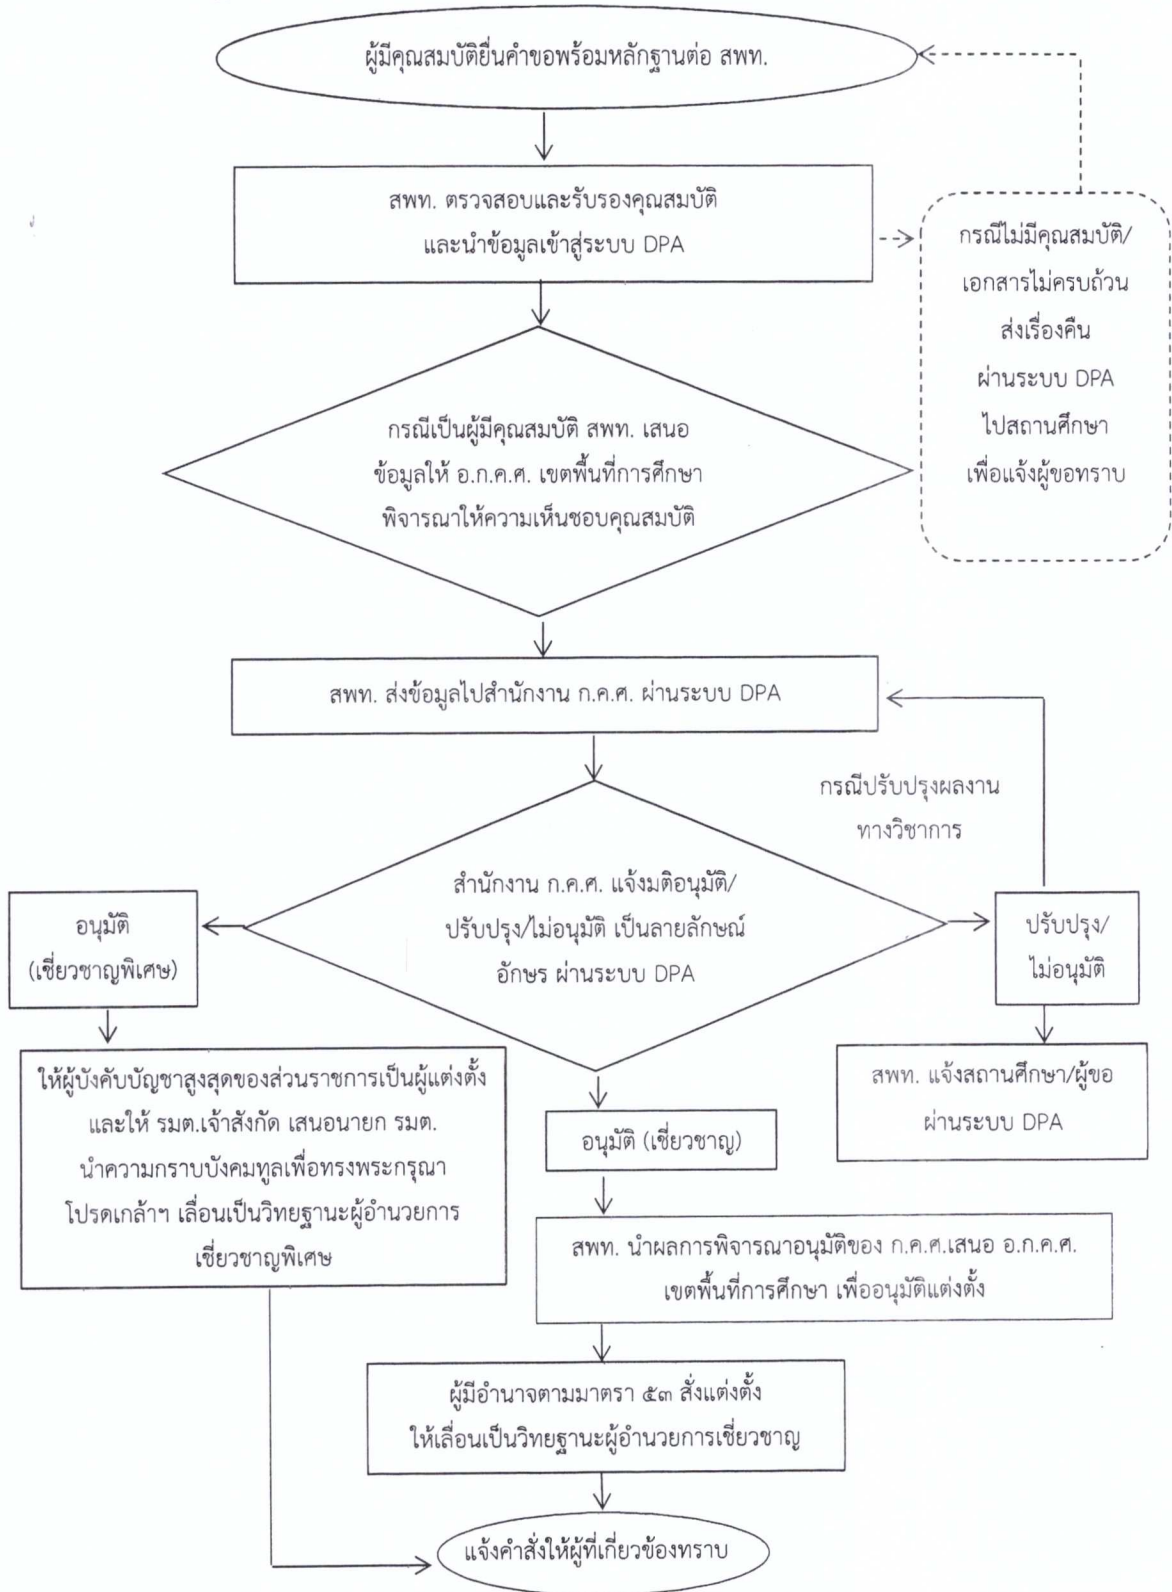 ผู้มีคุณสมบัติยื่นคำขอพร้อมหลักฐานต่อ สพท.
สพท. ตรวจสอบและรับรองคุณสมบัติ
และนำข้อมูลเข้าสู่ระบบ DPA
กรณีไม่มีคุณสมบัติ/
เอกสารไม่ครบถ้วน
ส่งเรื่องคืน
ผ่านระบบ DPA
ไปสถานศึกษา
เพื่อแจ้งผู้ขอทราบ
กรณีเป็นผู้มีคุณสมบัติ สพท. เสนอ
ข้อมูลให้ อ.ก.ค.ศ. เขตพื้นที่การศึกษา
พิจารณาให้ความเห็นชอบคุณสมบัติ
สพท. ส่งข้อมูลไปสำนักงาน ก.ค.ศ. ผ่านระบบ DPA
กรณีปรับปรุงผลงาน
ทางวิชาการ
สำนักงาน ก.ค.ศ. แจ้งมติอนุมัติ/
ปรับปรุง/ไม่อนุมัติ เป็นลายลักษณ์
อักษร ผ่านระบบ DPA
อนุมัติ
(เชี่ยวชาญพิเศษ)
ปรับปรุง/
ไม่อนุมัติ
ให้ผู้บังคับบัญชาสูงสุดของส่วนราชการเป็นผู้แต่งตั้ง
และให้ รมต.เจ้าสังกัด เสนอนายก รมต.
นำความกราบบังคมทูลเพื่อทรงพระกรุณา
โปรดเกล้าฯ เลื่อนเป็นวิทยฐานะผู้อำนวยการ
เชี่ยวชาญพิเศษ
สพท. แจ้งสถานศึกษา/ผู้ขอ
ผ่านระบบ DPA
อนุมัติ (เชี่ยวชาญ)
สพท. นำผลการพิจารณาอนุมัติของ ก.ค.ศ.เสนอ อ.ก.ค.ศ.
เขตพื้นที่การศึกษา เพื่ออนุมัติแต่งตั้ง
ผู้มีอำนาจตามมาตรา ๕๓ สั่งแต่งตั้ง
ให้เลื่อนเป็นวิทยฐานะผู้อำนวยการเชี่ยวชาญ
แจ้งคำสั่งให้ผู้ที่เกี่ยวข้องทราบ